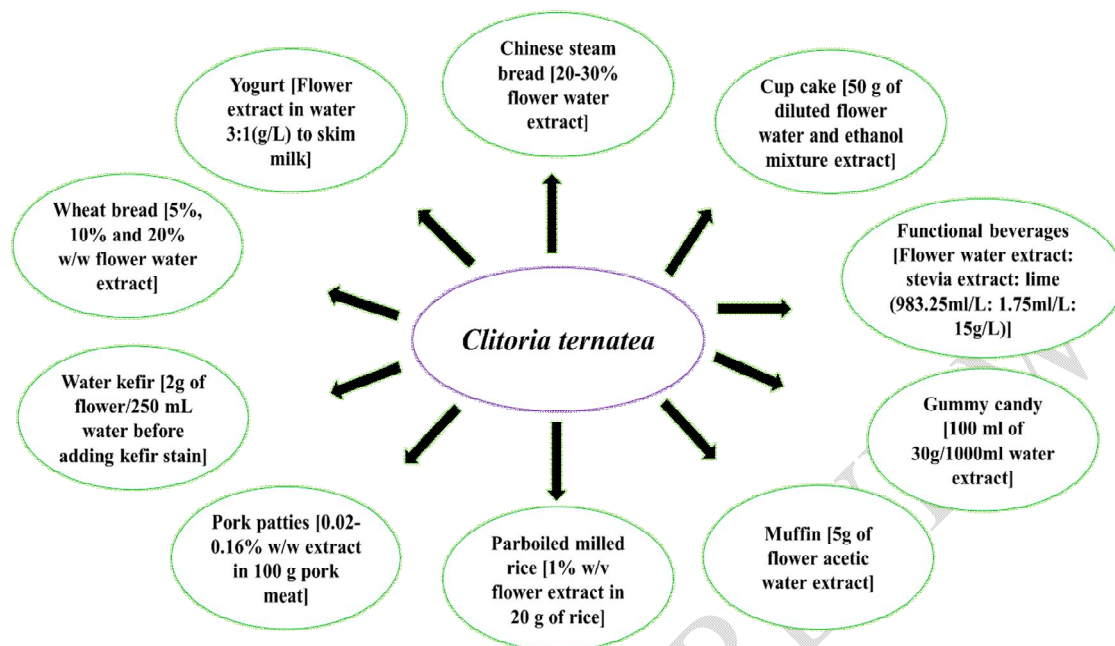 Chinese steam
bread [20-30%
flower water
extract]
Cup cake [50 g of
diluted flower
water and ethanol
mixture extract]
Functional beverages
[Flower water extract:
stevia extract: lime
(983.25ml/L: 1.75ml/L:
15g/L)]
Gummy candy
[100 ml of
30g/1000ml water
extract]
Muffin [5g of
flower acetic
water extract]
Parboiled milled
rice [1% w/v
flower extract in
20 g of rice]
Pork patties [0.02-
0.16% w/w extract
in 100 g pork
meat]
Water kefir [2g of
flower/250 mL
water before
adding kefir stain]
Wheat bread [5%,
10% and 20%
w/w flower water
extract]
Yogurt [Flower
extract in water
3:1(g/L) to skim
milk]
Clitoria ternatea